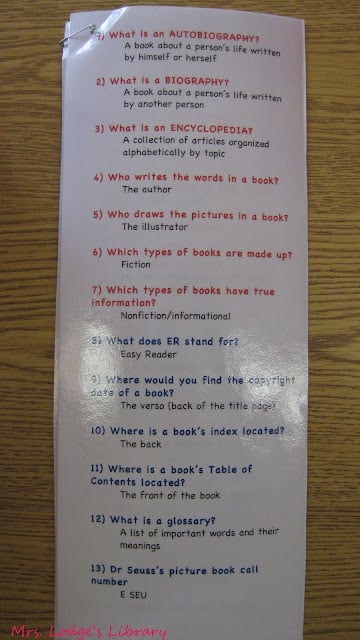 1) What is an AUTOBIOGRAPHY?
A book about a person's life written
by himself or herself
2) What is a BIOGRAPHY?
A book about a person's life written
by another person
3) What is an ENCYCLOPEDIA?
A collection of articles organized
alphabetically by topic
4) Who writes the words in a book?
The author
5) Who draws the pictures in a book?
The illustrator
6) Which types of books are made up?
Fiction
7) Which types of books have true
information?
Nonfiction/informational
8) What does ER stand for?
Easy Reader
9) Where would you find the copyright
date of a book?
The verso (back of the title page)
10) Where is a book's index located?
The back
11) Where is a book's Table of
Contents located?
The front of the book
12) What is a glossary?
A list of important words and their
meanings
13) Dr Seuss's picture book call
number
E SEU
Mrs. Lodge's Library